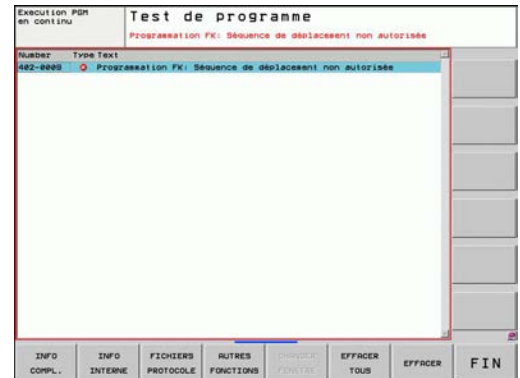 Execution PGM
en continu
Test de programme
Programmation FK: Séquence de déplacement non autorisée
Number Type Text
402-0009 Programmation FK: Séquence de déplacement non autorisée
INFO COMPL.
INFO INTERNE
FICHIERS PROTOCOLE
AUTRES FONCTIONS
CHANGER FENETRE
EFFACER TOUS
EFFACER
FIN